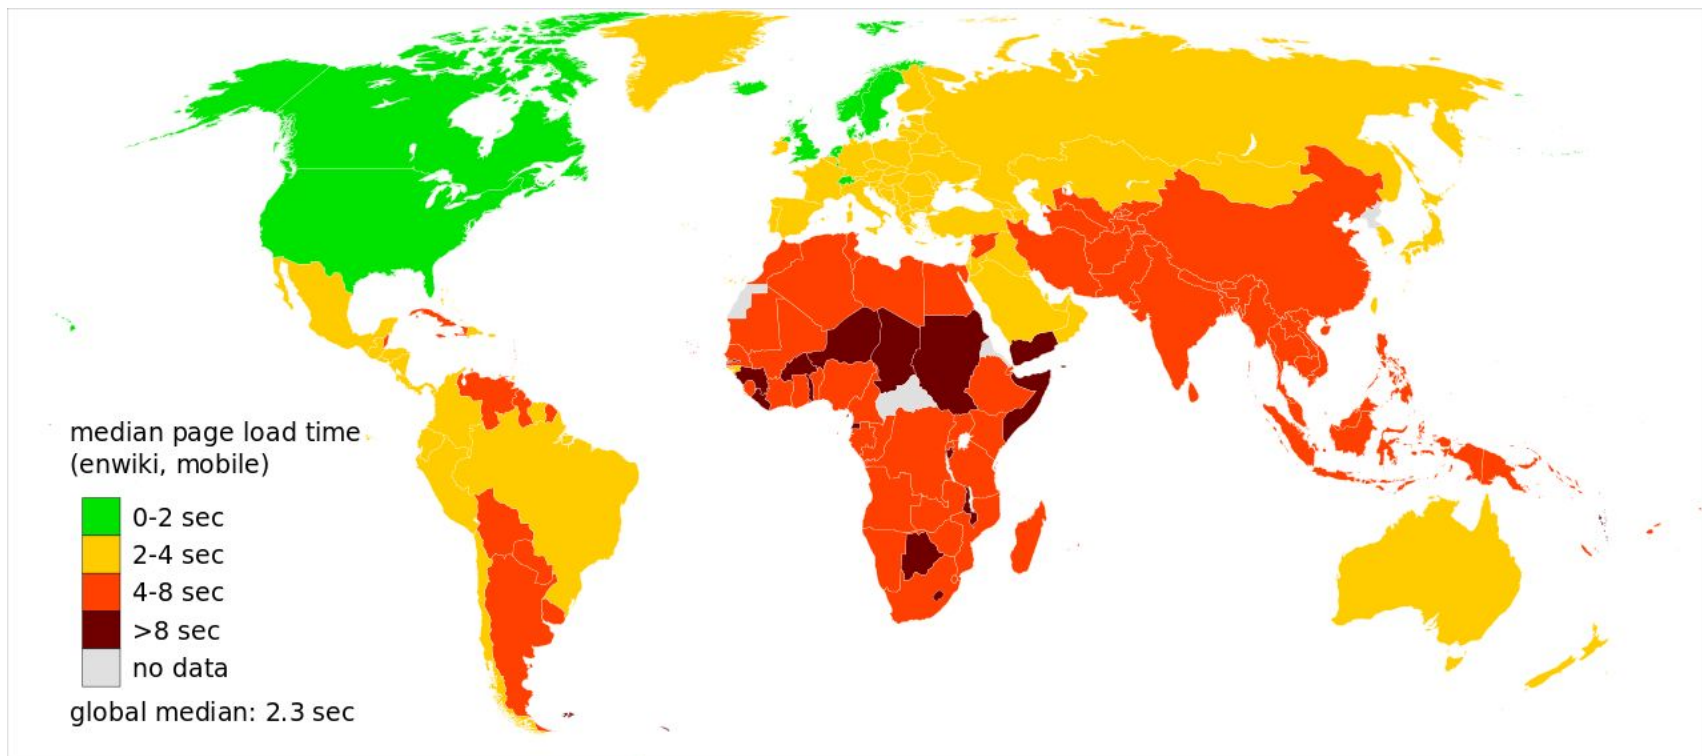 median page load time
(enwiki, mobile)
0-2 sec
2-4 sec
4-8 sec
>8 sec
no data
global median: 2.3 sec